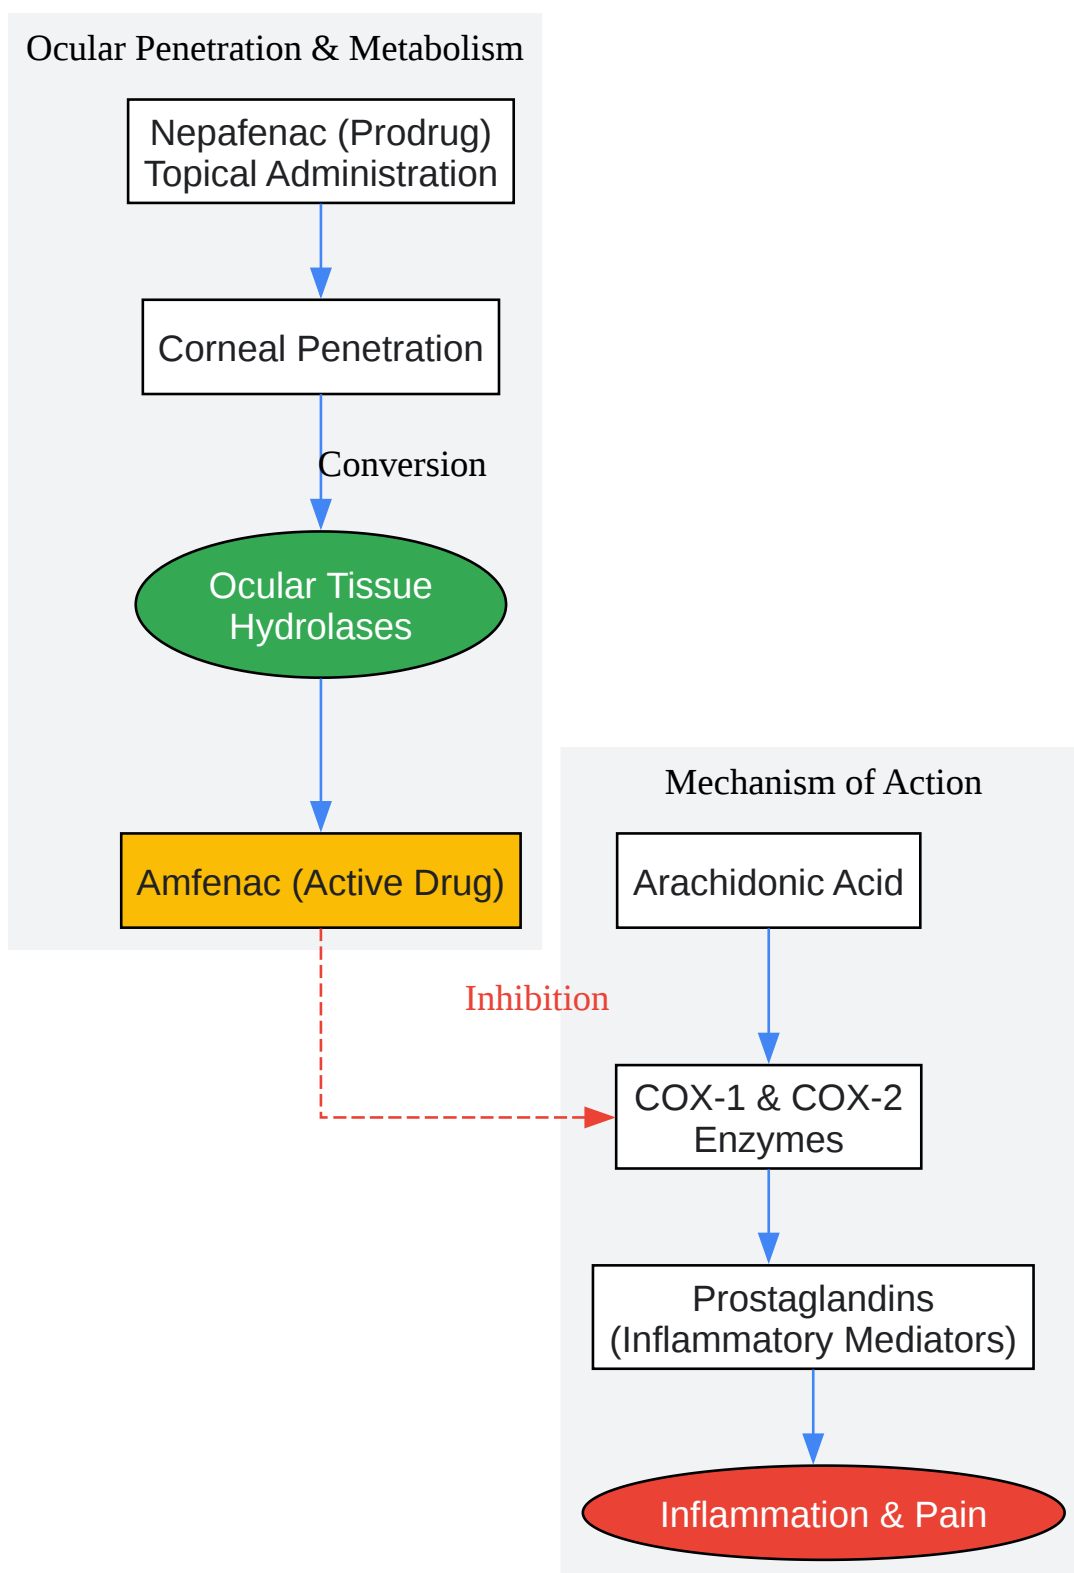 Ocular Penetration & Metabolism
Nepafenac (Prodrug)
Topical Administration
Corneal Penetration
Conversion
Ocular Tissue
Hydrolases
Amfenac (Active Drug)
Inhibition
Mechanism of Action
Arachidonic Acid
COX-1 & COX-2
Enzymes
Prostaglandins
(Inflammatory Mediators)
Inflammation & Pain